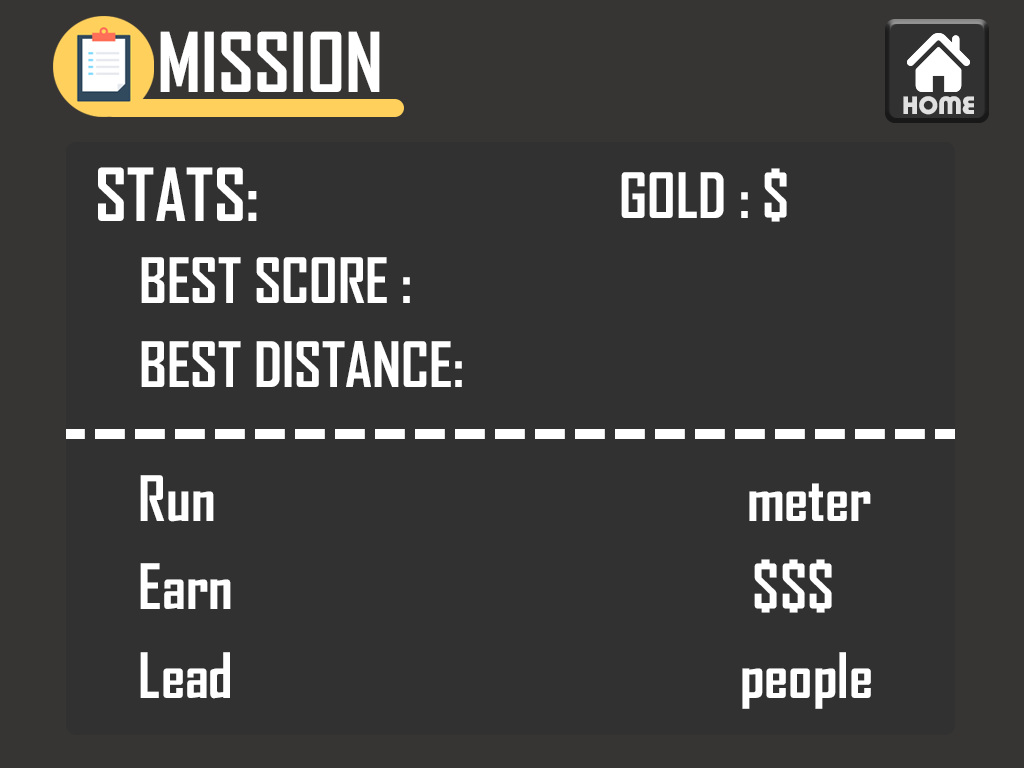 MISSION
HOME
STATS:
GOLD : $
BEST SCORE :
BEST DISTANCE:
Run meter
Earn $$$
Lead people